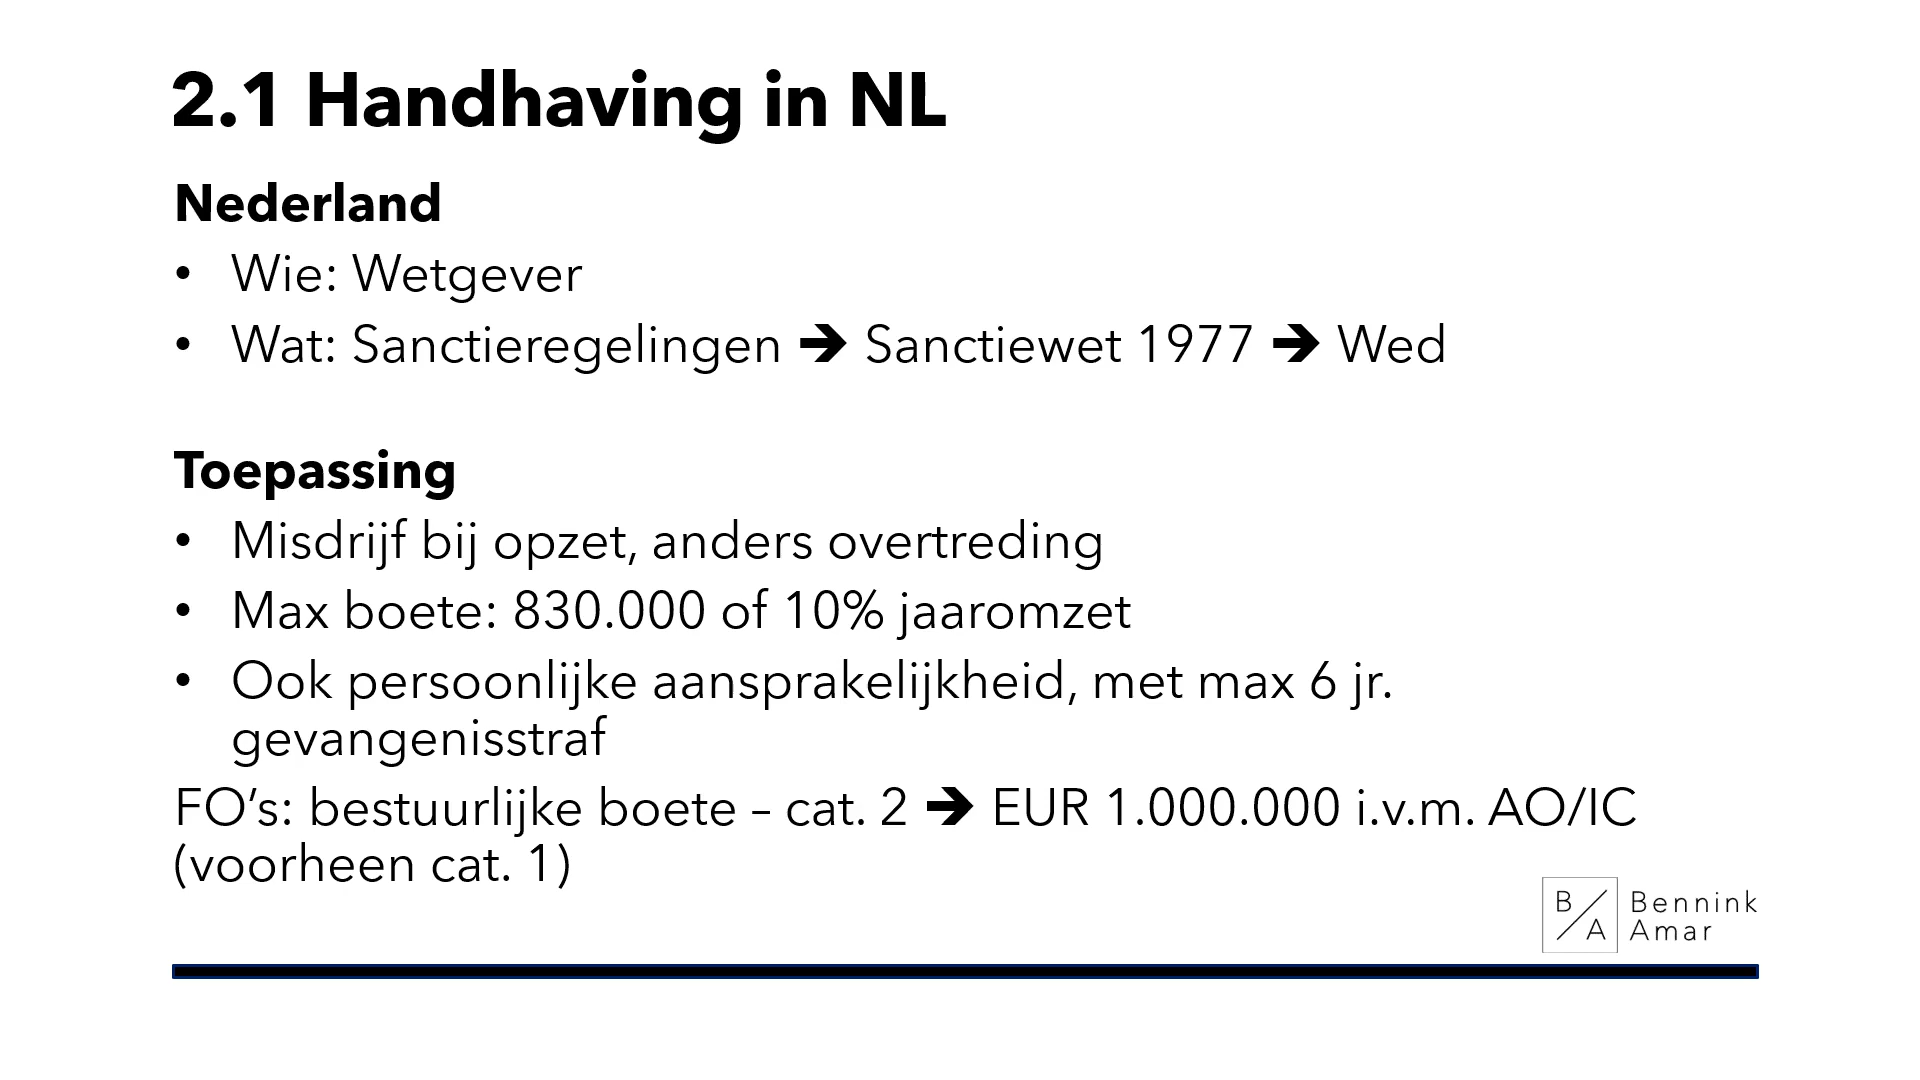 2.1 Handhaving in NL
Nederland
• Wie: Wetgever
• Wat: Sanctieregelingen 🡺 Sanctiewet 1977 🡺 Wed
Toepassing
• Misdrijf bij opzet, anders overtreding
• Max boete: 830.000 of 10% jaaromzet
• Ook persoonlijke aansprakelijkheid, met max 6 jr.
gevangenisstraf
FO’s: bestuurlijke boete – cat. 2 🡺 EUR 1.000.000 i.v.m. AO/IC
(voorheen cat. 1)
B/A Bennink
Amar